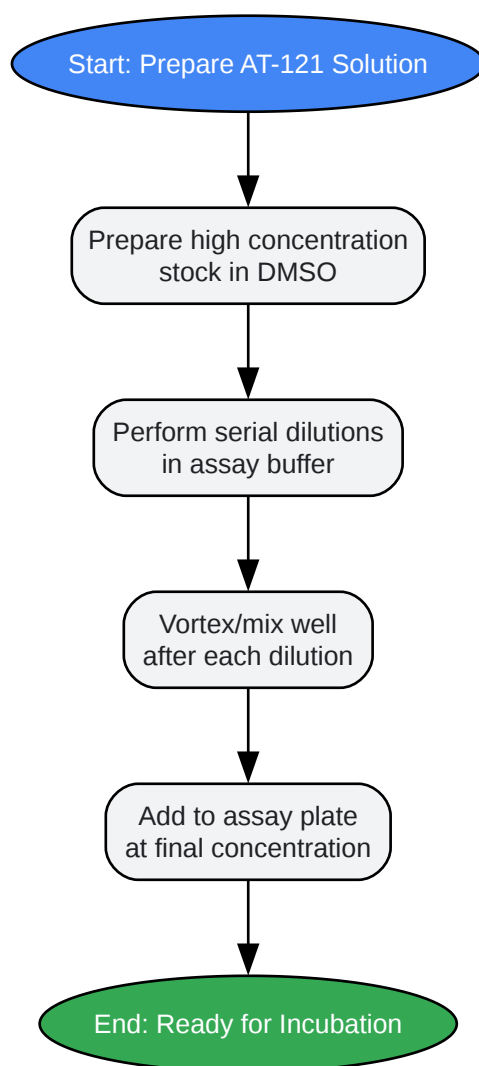 Start: Prepare AT-121 Solution
Prepare high concentration
stock in DMSO
Perform serial dilutions
in assay buffer
Vortex/mix well
after each dilution
Add to assay plate
at final concentration
End: Ready for Incubation